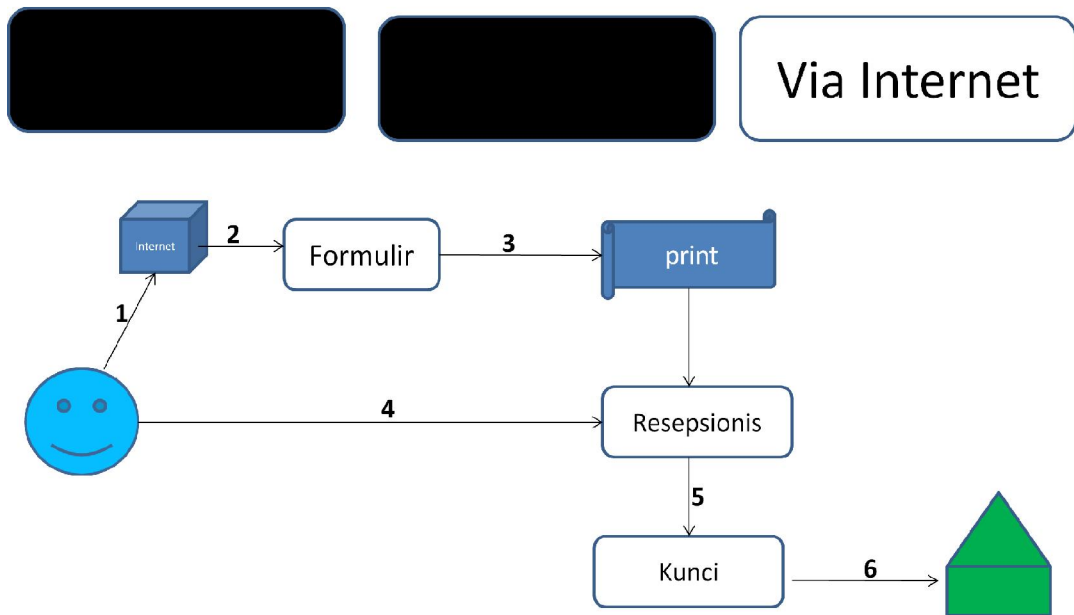 Via Internet
Internet
2
Formulir
3
print
1
4
Resepsionis
5
Kunci
6